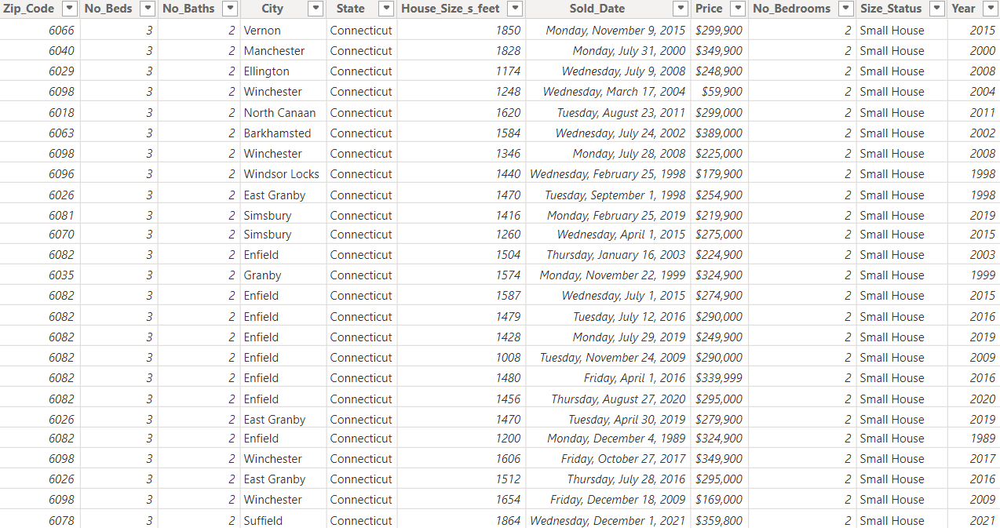 Zip_Code No_Beds No_Baths City State House_Size_s_feet Sold_Date Price No_Bedrooms Size_Status Year
6066 3 2 Vernon Connecticut 1850 Monday, November 9, 2015 $299,900 2 Small House 2015
6040 3 2 Manchester Connecticut 1828 Monday, July 31, 2000 $349,900 2 Small House 2000
6029 3 2 Ellington Connecticut 1174 Wednesday, July 9, 2008 $248,900 2 Small House 2008
6098 3 2 Winchester Connecticut 1248 Wednesday, March 17, 2004 $59,900 2 Small House 2004
6018 3 2 North Canaan Connecticut 1620 Tuesday, August 23, 2011 $299,000 2 Small House 2011
6063 3 2 Barkhamsted Connecticut 1584 Wednesday, July 24, 2002 $389,000 2 Small House 2002
6098 3 2 Winchester Connecticut 1346 Monday, July 28, 2008 $225,000 2 Small House 2008
6096 3 2 Windsor Locks Connecticut 1440 Wednesday, February 25, 1998 $179,900 2 Small House 1998
6026 3 2 East Granby Connecticut 1470 Tuesday, September 1, 1998 $254,900 2 Small House 1998
6081 3 2 Simsbury Connecticut 1416 Monday, February 25, 2019 $219,900 2 Small House 2019
6070 3 2 Simsbury Connecticut 1260 Wednesday, April 1, 2015 $275,000 2 Small House 2015
6082 3 2 Enfield Connecticut 1504 Thursday, January 16, 2003 $224,900 2 Small House 2003
6035 3 2 Granby Connecticut 1574 Monday, November 22, 1999 $324,900 2 Small House 1999
6082 3 2 Enfield Connecticut 1587 Wednesday, July 1, 2015 $274,900 2 Small House 2015
6082 3 2 Enfield Connecticut 1479 Tuesday, July 12, 2016 $290,000 2 Small House 2016
6082 3 2 Enfield Connecticut 1428 Monday, July 29, 2019 $249,900 2 Small House 2019
6082 3 2 Enfield Connecticut 1008 Tuesday, November 24, 2009 $290,000 2 Small House 2009
6082 3 2 Enfield Connecticut 1480 Friday, April 1, 2016 $339,999 2 Small House 2016
6082 3 2 Enfield Connecticut 1456 Thursday, August 27, 2020 $295,000 2 Small House 2020
6026 3 2 East Granby Connecticut 1470 Tuesday, April 30, 2019 $279,900 2 Small House 2019
6082 3 2 Enfield Connecticut 1200 Monday, December 4, 1989 $324,900 2 Small House 1989
6098 3 2 Winchester Connecticut 1606 Friday, October 27, 2017 $349,900 2 Small House 2017
6026 3 2 East Granby Connecticut 1512 Thursday, July 28, 2016 $295,000 2 Small House 2016
6098 3 2 Winchester Connecticut 1654 Friday, December 18, 2009 $169,000 2 Small House 2009
6078 3 2 Suffield Connecticut 1864 Wednesday, December 1, 2021 $359,800 2 Small House 2021